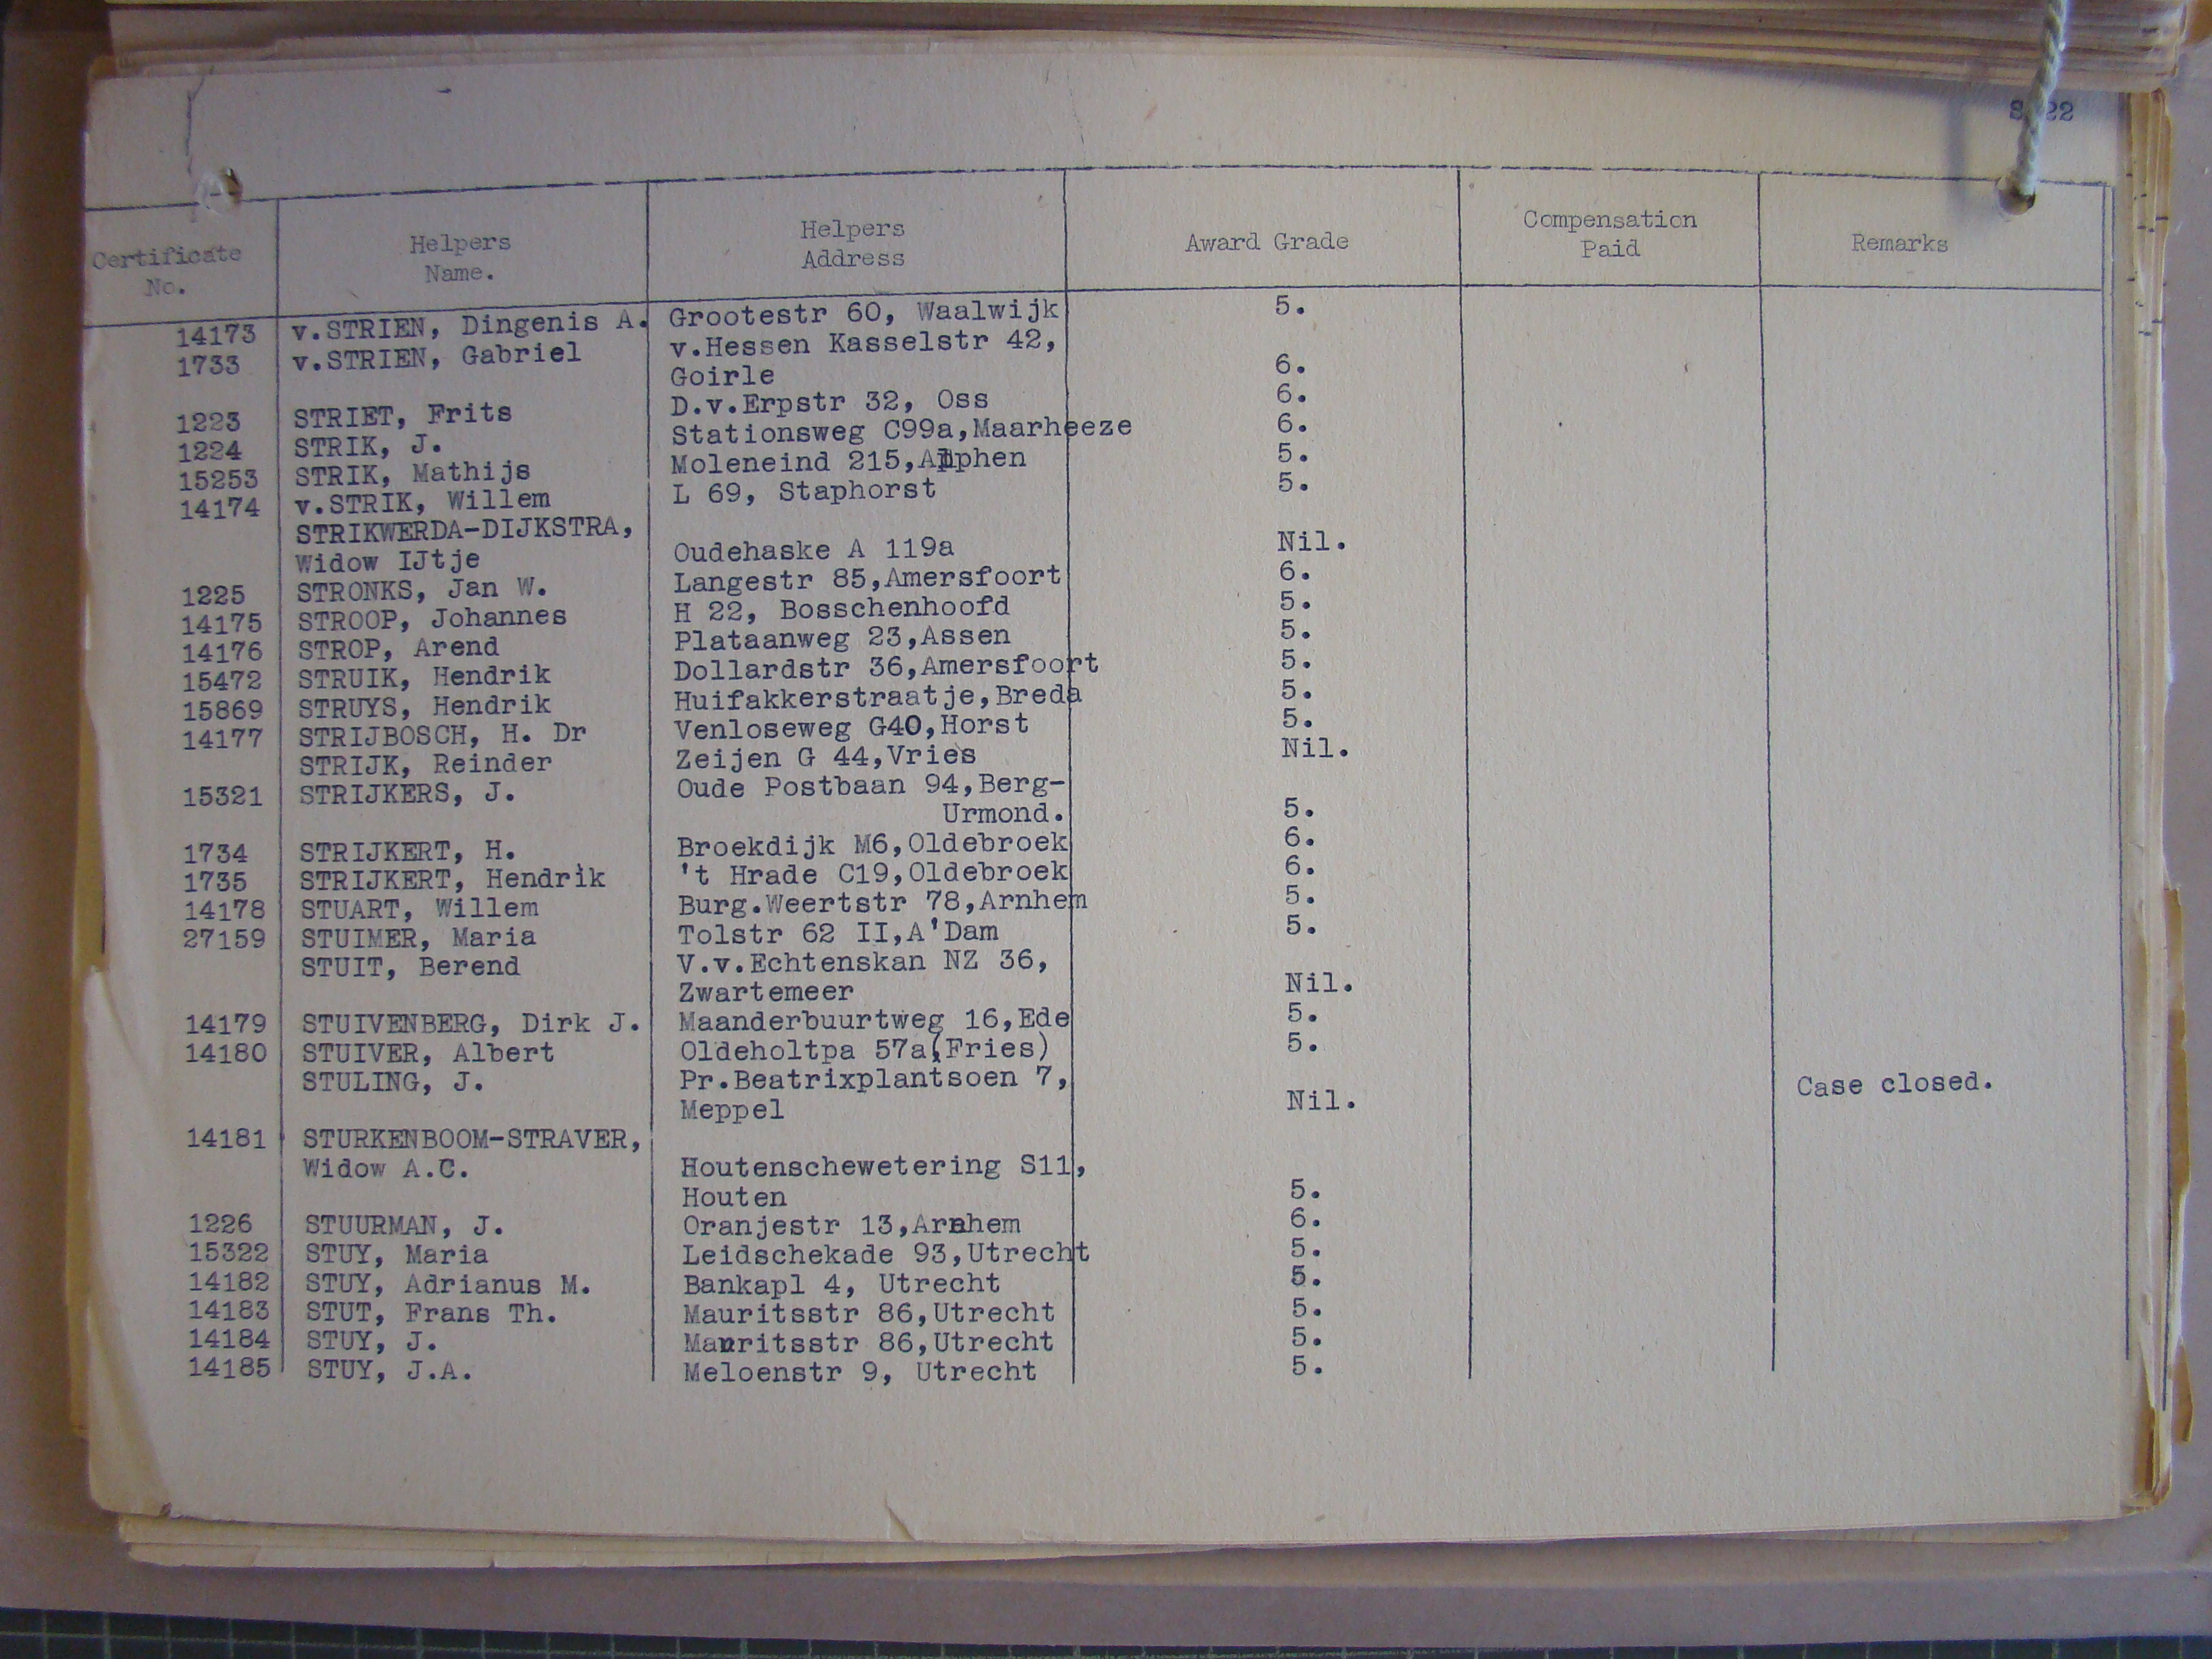 S 22
Certificate No. Helpers Name. Helpers Address Award Grade Compensation Paid Remarks
14173 v.STRIEN, Dingenis A. Grootestr 60, Waalwijk 5.
1733 v.STRIEN, Gabriel v.Hessen Kasselstr 42,
Goirle 6.
1223 STRIET, Frits D.v.Erpstr 32, Oss 6.
1224 STRIK, J. Stationsweg C99a,Maarheeze 6.
15253 STRIK, Mathijs Moleneind 215,Alphen 5.
14174 v.STRIK, Willem L 69, Staphorst 5.
STRIKWERDA-DIJKSTRA,
Widow IJtje Oudehaske A 119a Nil.
1225 STRONKS, Jan W. Langestr 85,Amersfoort 6.
14175 STROOP, Johannes H 22, Bosschenhoofd 5.
14176 STROP, Arend Plataanweg 23,Assen 5.
15472 STRUIK, Hendrik Dollardstr 36,Amersfoort 5.
15869 STRUYS, Hendrik Huifakkerstraatje,Breda 5.
14177 STRIJBOSCH, H. Dr Venloseweg G40,Horst 5.
STRIJK, Reinder Zeijen G 44,Vries Nil.
15321 STRIJKERS, J. Oude Postbaan 94,Berg-
Urmond. 5.
1734 STRIJKERT, H. Broekdijk M6,Oldebroek 6.
1735 STRIJKERT, Hendrik 't Hrade C19,Oldebroek 6.
14178 STUART, Willem Burg.Weertstr 78,Arnhem 5.
27159 STUIMER, Maria Tolstr 62 II,A'Dam 5.
STUIT, Berend V.v.Echtenskan NZ 36,
Zwartemeer Nil.
14179 STUIVENBERG, Dirk J. Maanderbuurtweg 16,Ede 5.
14180 STUIVER, Albert Oldeholtpa 57a(Fries) 5.
STULING, J. Pr.Beatrixplantsoen 7, Case closed.
Meppel Nil.
14181 STURKENBOOM-STRAVER,
Widow A.C. Houtenschewetering S11,
Houten 5.
1226 STUURMAN, J. Oranjestr 13,Arnhem 6.
15322 STUY, Maria Leidschekade 93,Utrecht 5.
14182 STUY, Adrianus M. Bankapl 4, Utrecht 5.
14183 STUT, Frans Th. Mauritsstr 86,Utrecht 5.
14184 STUY, J. Mauritsstr 86,Utrecht 5.
14185 STUY, J.A. Meloenstr 9, Utrecht 5.